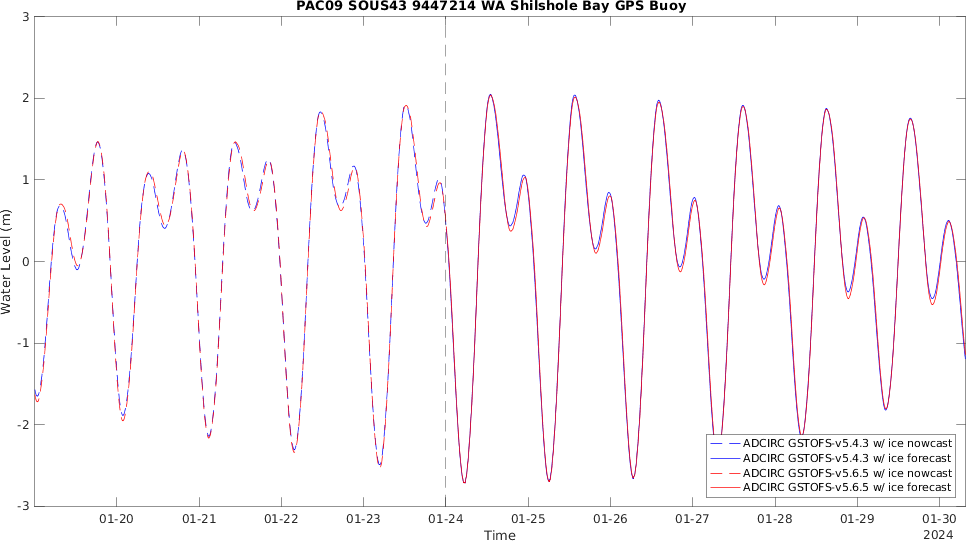 PAC09 SOUS43 9447214 WA Shilshole Bay GPS Buoy
3
2
1
0
-1
-2
-3
Water Level (m)
ADCIRC GSTOFS-v5.4.3 w/ ice nowcast
ADCIRC GSTOFS-v5.4.3 w/ ice forecast
ADCIRC GSTOFS-v5.6.5 w/ ice nowcast
ADCIRC GSTOFS-v5.6.5 w/ ice forecast
01-20 01-21 01-22 01-23 01-24 01-25 01-26 01-27 01-28 01-29 01-30
Time
2024